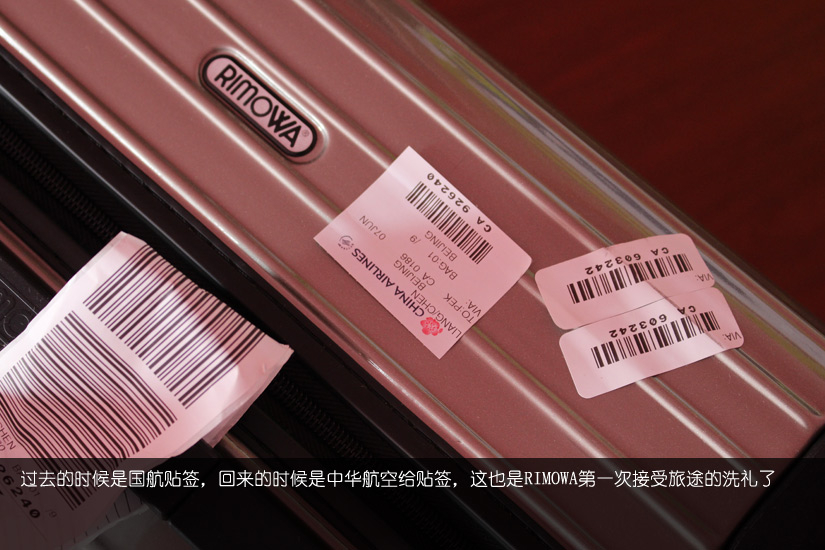 RIMOWA
CA 926240
07JUN
BEIJING
/9
BAG:01
CA 0186
BEIJING
TO:PEK
VIA:
LIANG/CHEN
CHINA AIRLINES
CA 603242
VIA:
CA 603242
VIA:
过去的时候是国航贴签，回来的时候是中华航空给贴签，这也是RIMOWA第一次接受旅途的洗礼了